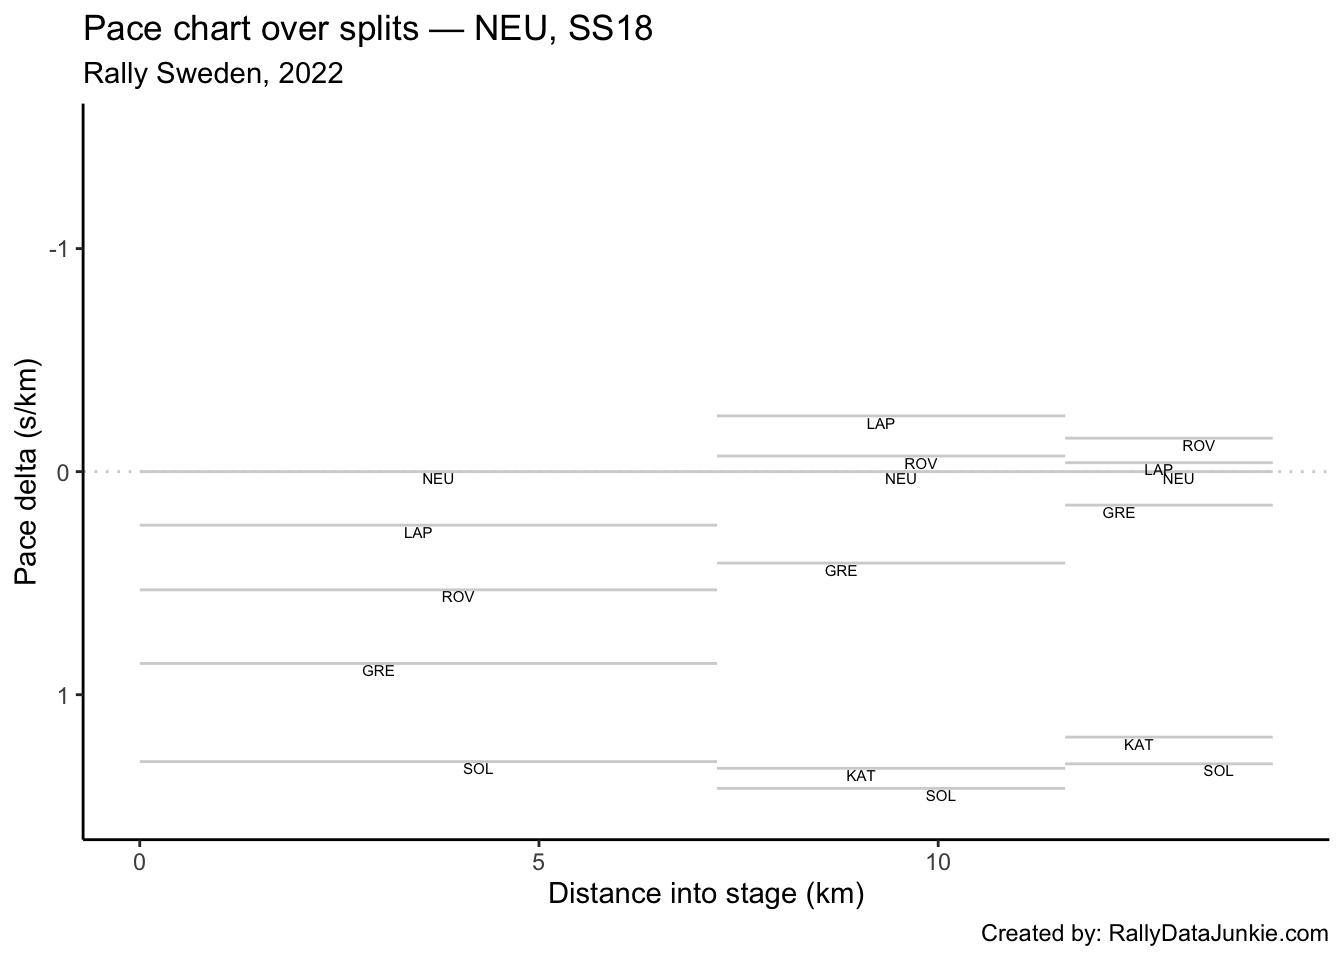 Pace chart over splits — NEU, SS18
Rally Sweden, 2022
Pace delta (s/km)
-1
0
1
LAP
ROV
ROV
LAP
NEU
NEU
NEU
GRE
LAP
GRE
ROV
GRE
KAT
SOL
KAT
SOL
SOL
0
5
10
Distance into stage (km)
Created by: RallyDataJunkie.com